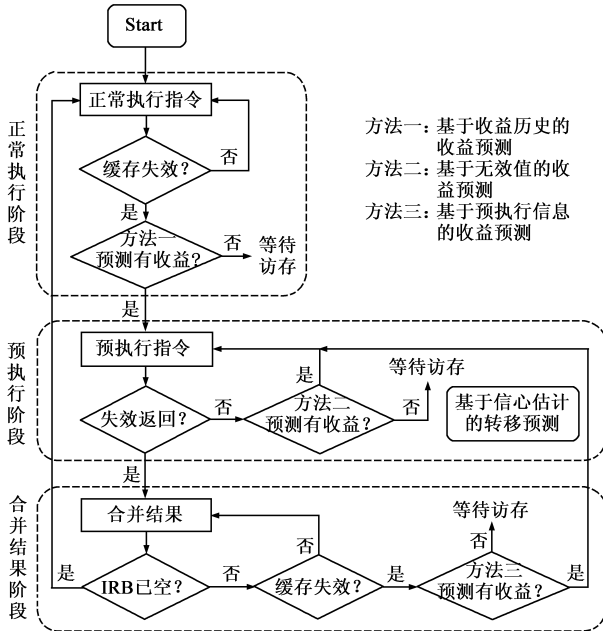 Start
正常执行阶段
正常执行指令
缓存失效？
否
是
方法一
预测有收益？
否
等待
访存
是
方法一：基于收益历史的
收益预测
方法二：基于无效值的收
益预测
方法三：基于预执行信息
的收益预测
预执行阶段
预执行指令
失效返回？
否
是
方法二
预测有收益？
否
等待访存
基于信心估计
的转移预测
是
合并结果阶段
合并结果
IRB已空？
是
否
缓存失效？
否
是
方法三
预测有收益？
否
等待访存
是